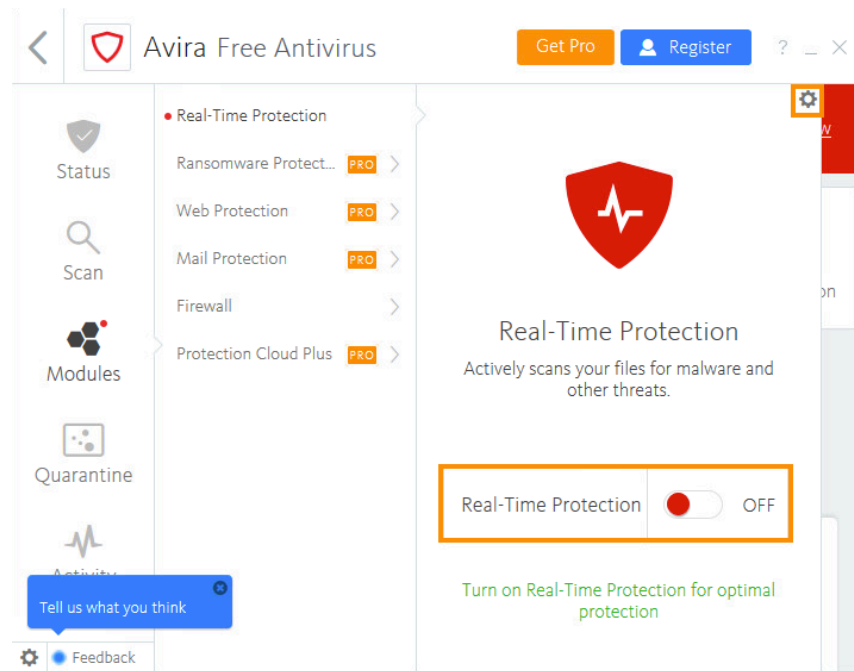 Avira Free Antivirus
Get Pro
Register
?
Status
Scan
Modules
Quarantine
Activity
Tell us what you think
Feedback
Real-Time Protection
Ransomware Protect... PRO
Web Protection PRO
Mail Protection PRO
Firewall
Protection Cloud Plus PRO
Real-Time Protection
Actively scans your files for malware and
other threats.
Real-Time Protection OFF
Turn on Real-Time Protection for optimal
protection